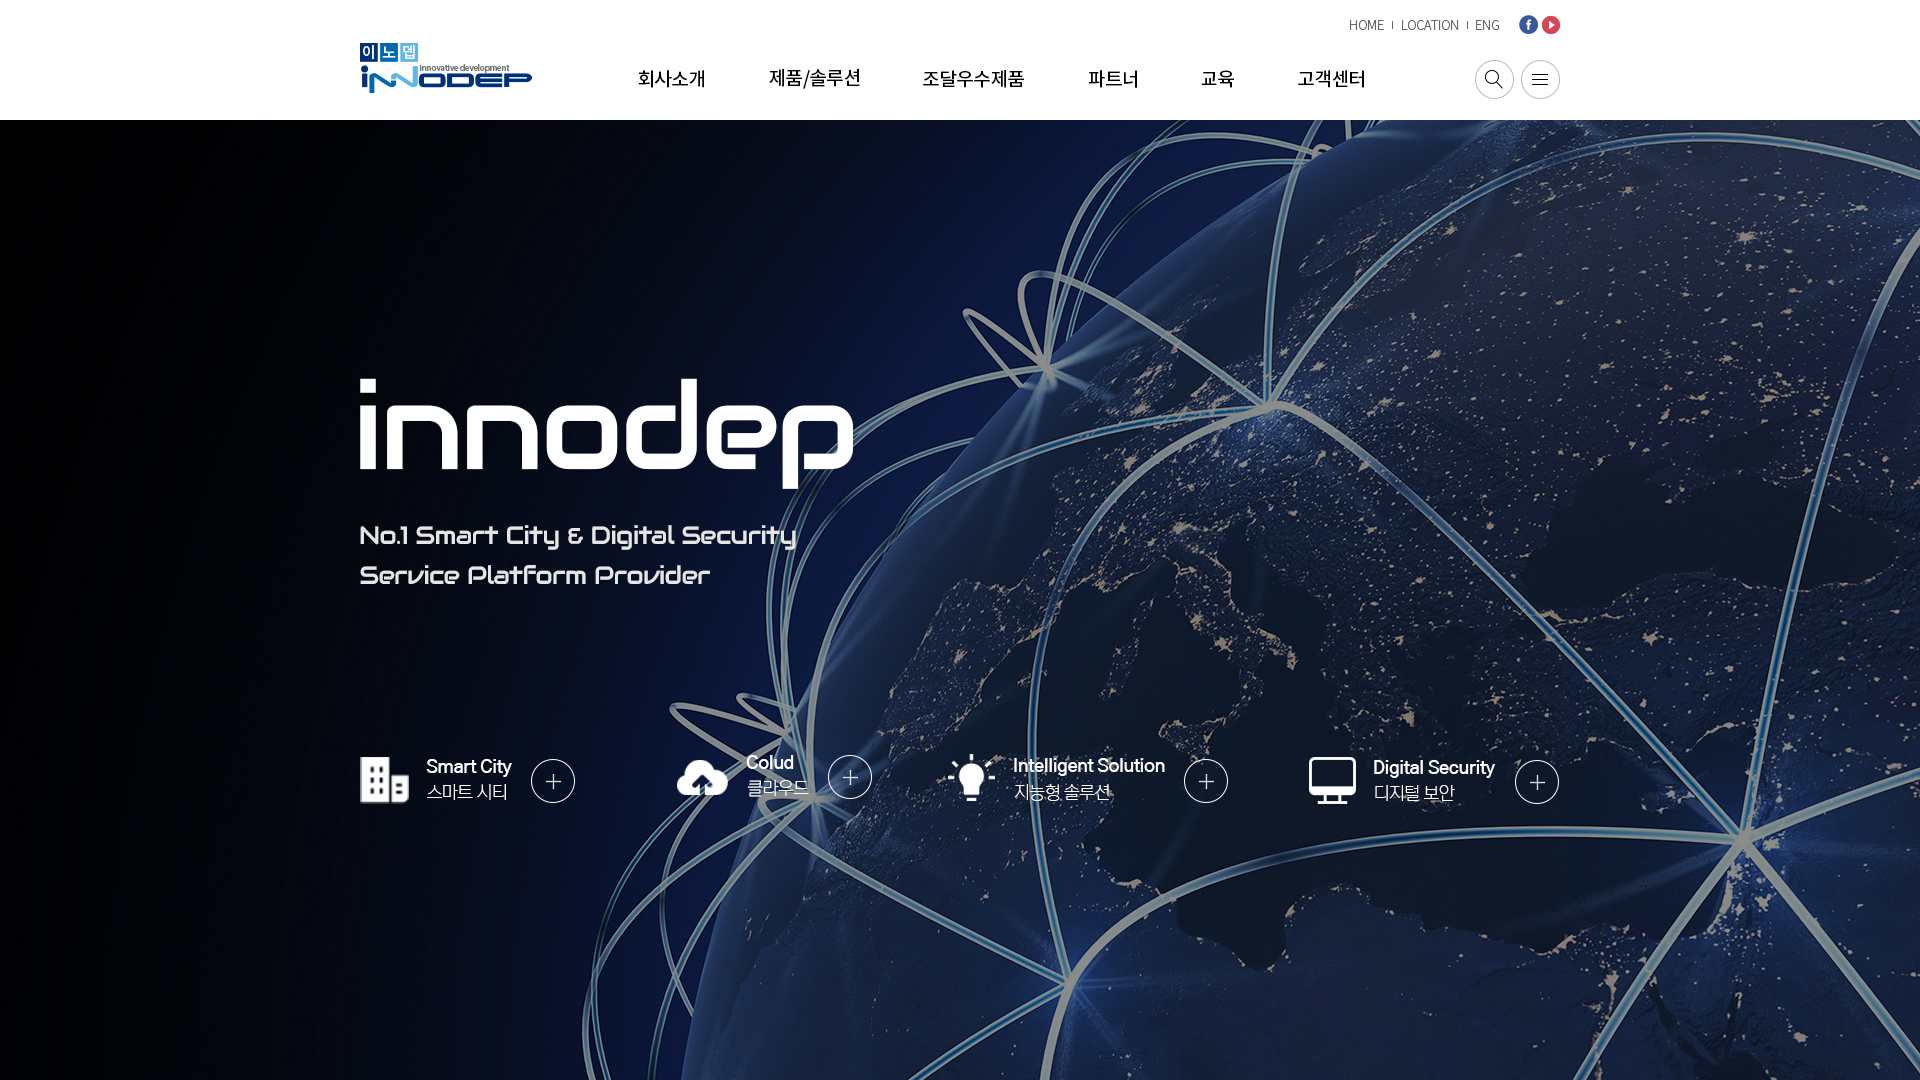 HOME
LOCATION
ENG
이노뎁
innovative development
INNODEP
회사소개
제품/솔루션
조달우수제품
파트너
교육
고객센터
innodep
No.1 Smart City & Digital Security
Service Platform Provider
Smart City
스마트 시티
Colud
클라우드
Intelligent Solution
지능형 솔루션
Digital Security
디지털 보안